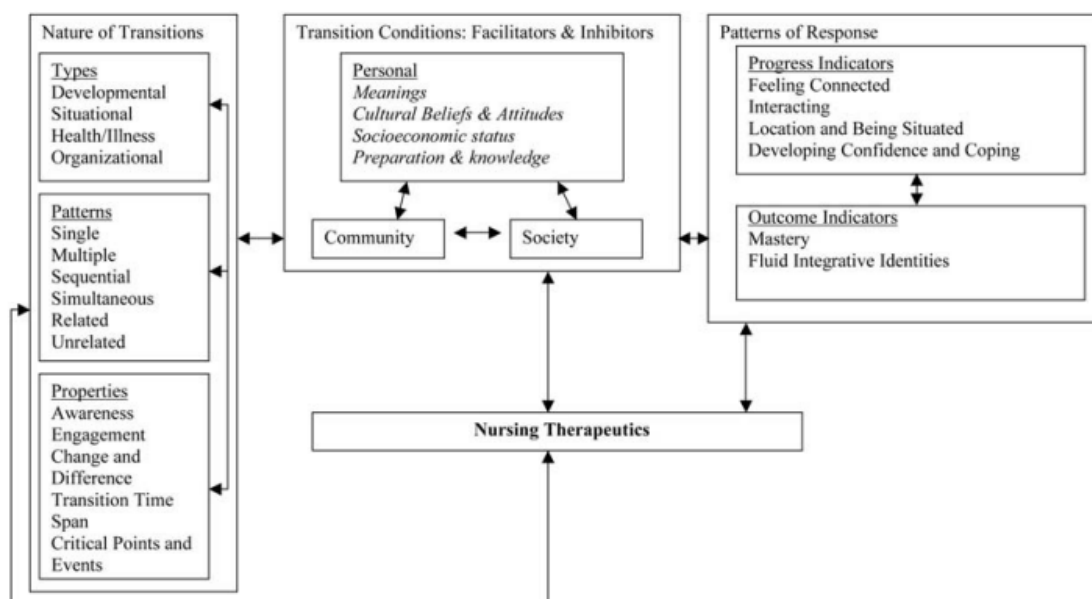 Nature of Transitions
Types
Developmental
Situational
Health/Illness
Organizational
Patterns
Single
Multiple
Sequential
Simultaneous
Related
Unrelated
Properties
Awareness
Engagement
Change and
Difference
Transition Time
Span
Critical Points and
Events
Transition Conditions: Facilitators & Inhibitors
Personal
Meanings
Cultural Beliefs & Attitudes
Socioeconomic status
Preparation & knowledge
Community
Society
Patterns of Response
Progress Indicators
Feeling Connected
Interacting
Location and Being Situated
Developing Confidence and Coping
Outcome Indicators
Mastery
Fluid Integrative Identities
Nursing Therapeutics